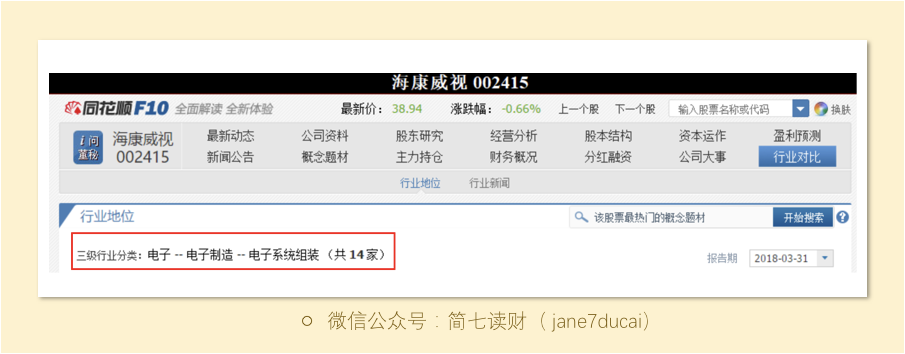 海康威视 002415
同花顺F10 全面解读 全新体验 最新价: 38.94 涨跌幅: -0.66% 上一个股 下一个股 输入股票名称或代码 换肤
i问董秘 海康威视 002415
最新动态 公司资料 股东研究 经营分析 股本结构 资本运作 盈利预测
新闻公告 概念题材 主力持仓 财务概况 分红融资 公司大事 行业对比
行业地位 行业新闻
行业地位 该股票最热门的概念题材 开始搜索 ?
三级行业分类: 电子 -- 电子制造 -- 电子系统组装 (共 14 家)
报告期 2018-03-31
微信公众号:简七读财(jane7ducai)